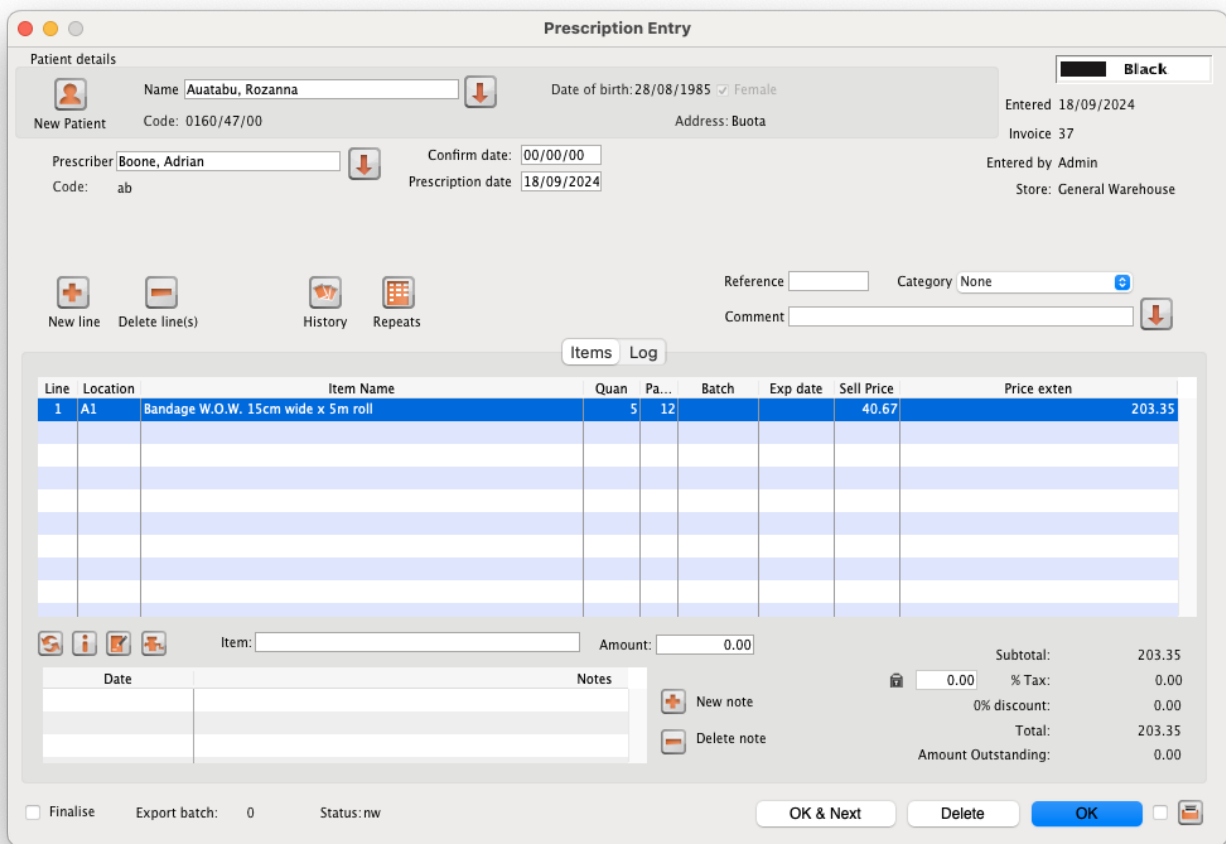 Prescription Entry
Patient details
Black
New Patient
Name Auatabu, Rozanna
Date of birth:28/08/1985 Female
Code: 0160/47/00
Address: Buota
Entered 18/09/2024
Invoice 37
Entered by Admin
Store: General Warehouse
Prescriber Boone, Adrian
Code: ab
Confirm date: 00/00/00
Prescription date 18/09/2024
New line Delete line(s) History Repeats
Reference Category None
Comment
Items Log
Line Location Item Name Quan Pa... Batch Exp date Sell Price Price exten
1 A1 Bandage W.O.W. 15cm wide x 5m roll 5 12 40.67 203.35
Item: Amount: 0.00
Date Notes
New note
Delete note
Subtotal: 203.35
0.00 % Tax: 0.00
0% discount: 0.00
Total: 203.35
Amount Outstanding: 0.00
Finalise Export batch: 0 Status:nw OK & Next Delete OK